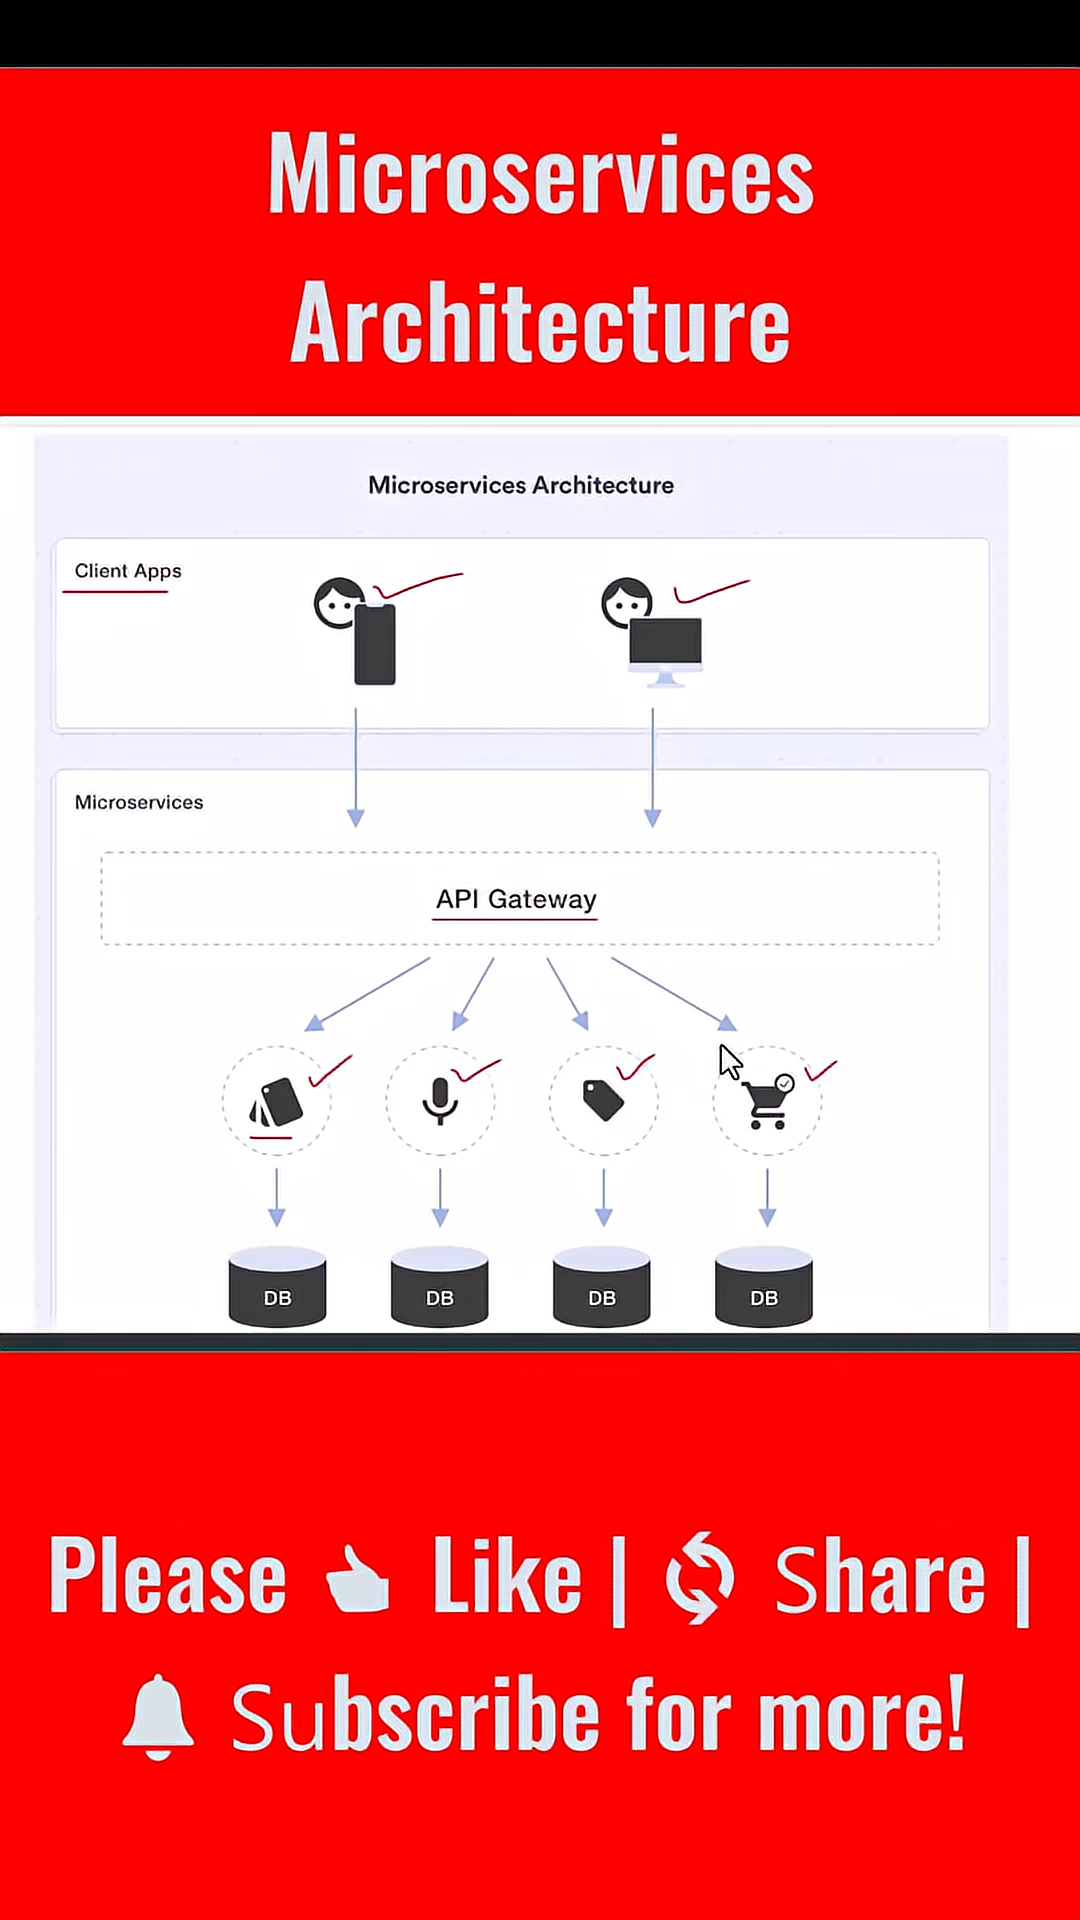 Microservices
Architecture
Microservices Architecture
Client Apps
Microservices
API Gateway
DB DB DB DB
Please Like | Share |
Subscribe for more!